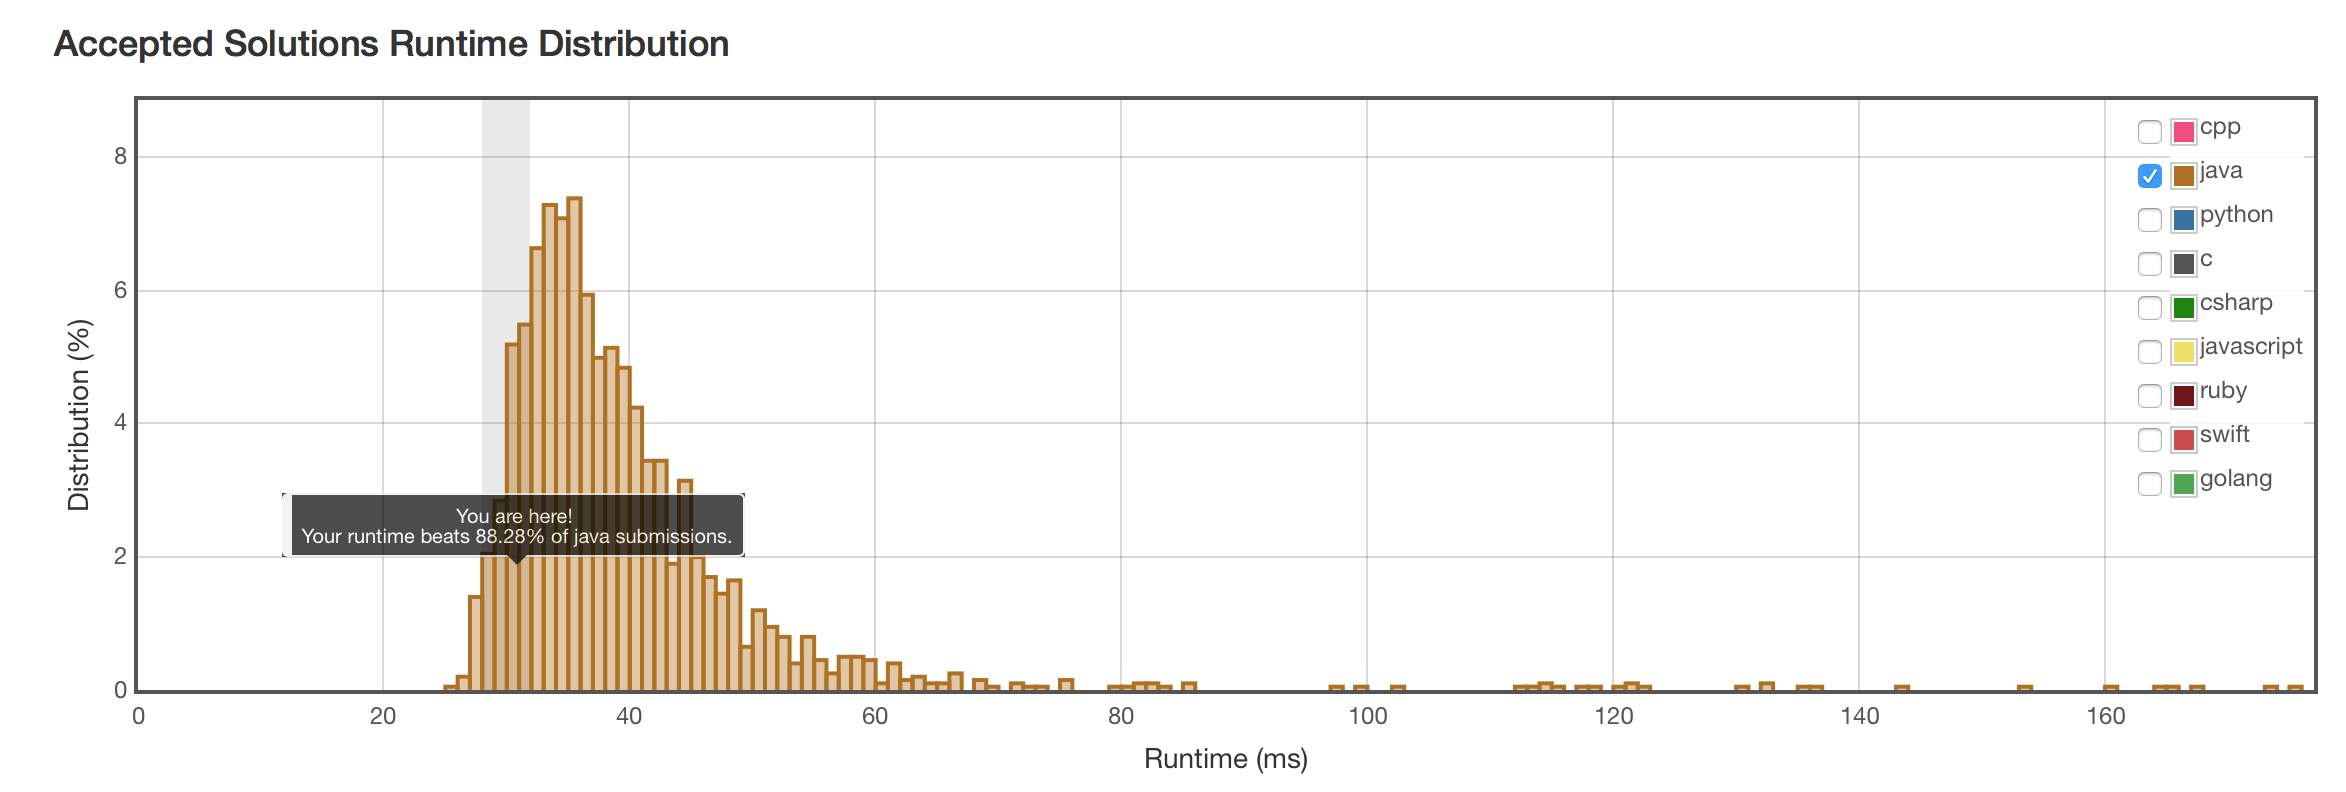 Accepted Solutions Runtime Distribution
8
6
4
2
0
Distribution (%)
You are here!
Your runtime beats 88.28% of java submissions.
cpp
java
python
c
csharp
javascript
ruby
swift
golang
0 20 40 60 80 100 120 140 160
Runtime (ms)